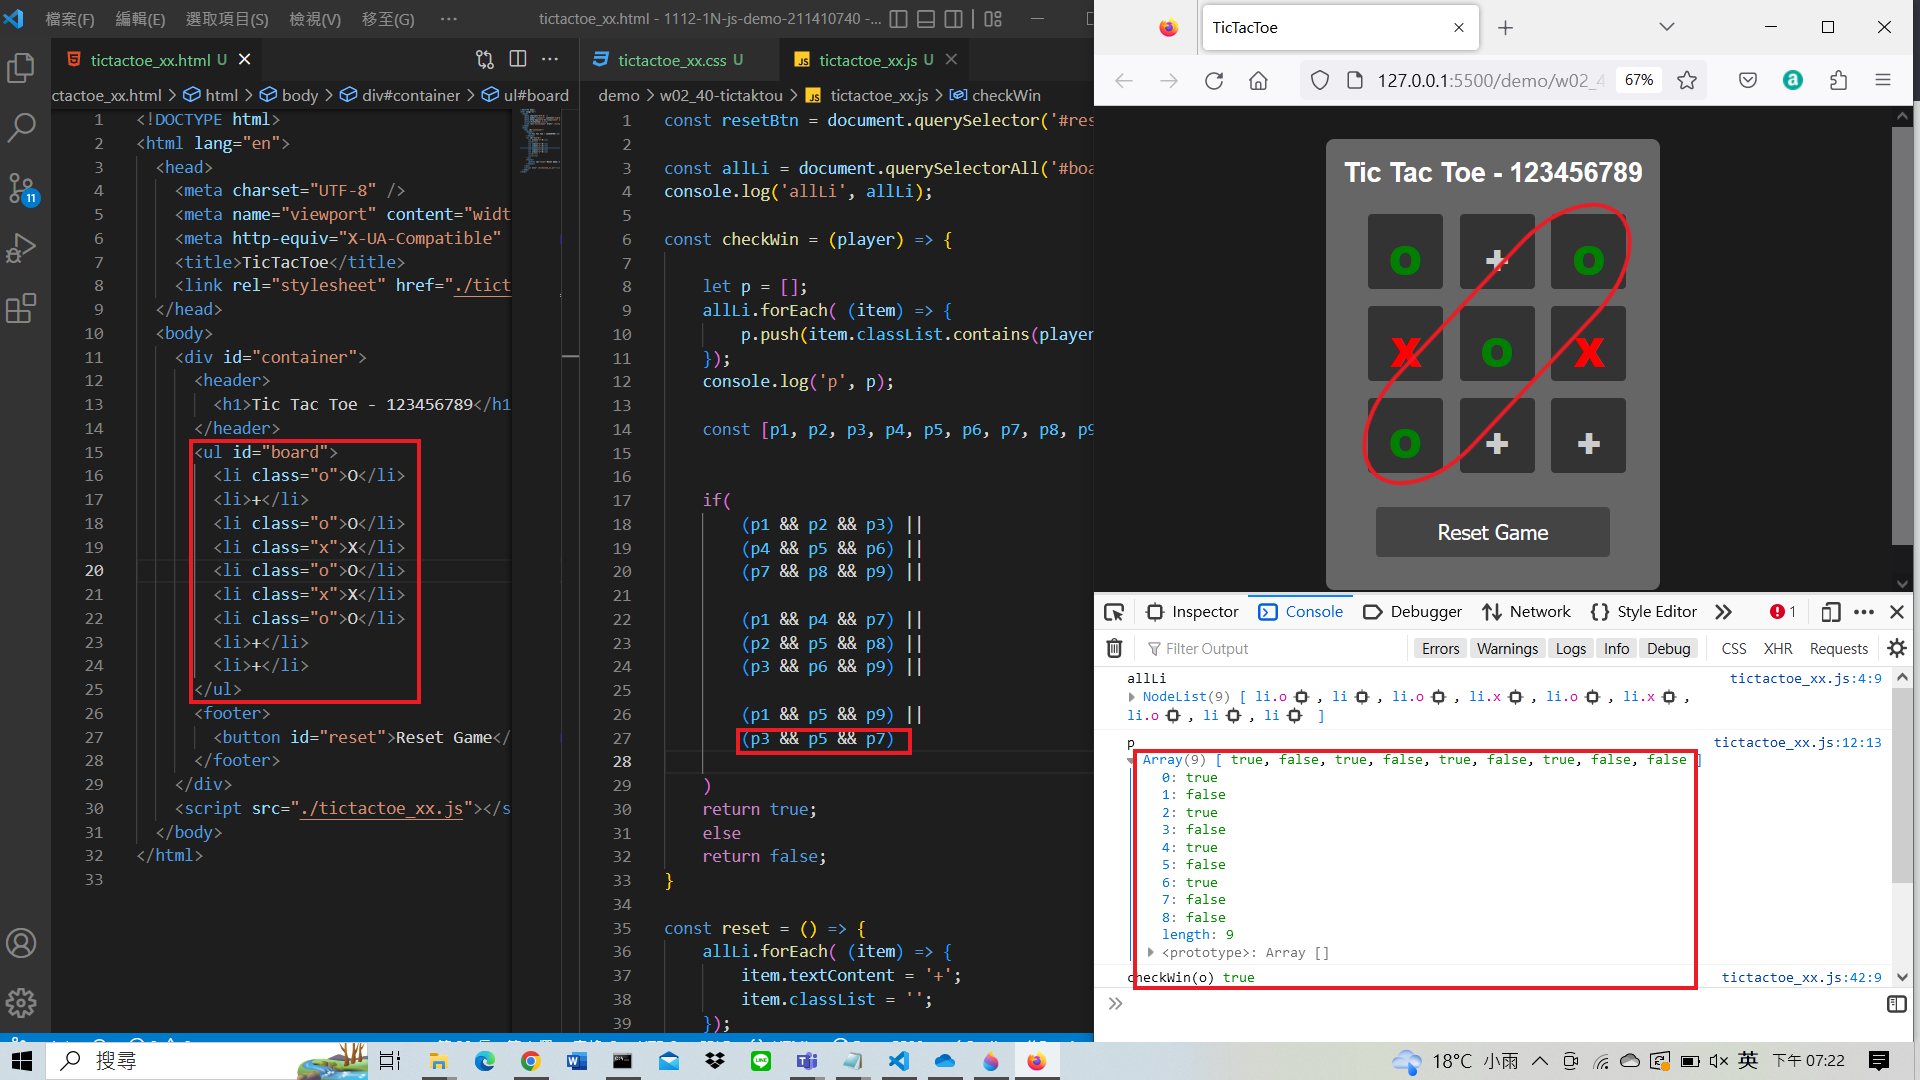 檔案(F) 編輯(E) 選取項目(S) 檢視(V) 移至(G) ··· tictactoe_xx.html - 1112-1N-js-demo-211410740 -...
tictactoe_xx.html U
ctactoe_xx.html > html > body > div#container > ul#board
1 <!DOCTYPE html>
2 <html lang="en">
3 <head>
4 <meta charset="UTF-8" />
5 <meta name="viewport" content="widt
6 <meta http-equiv="X-UA-Compatible"
7 <title>TicTacToe</title>
8 <link rel="stylesheet" href="./tict
9 </head>
10 <body>
11 <div id="container">
12 <header>
13 <h1>Tic Tac Toe - 123456789</h1
14 </header>
15 <ul id="board">
16 <li class="o">O</li>
17 <li>+</li>
18 <li class="o">O</li>
19 <li class="x">X</li>
20 <li class="o">O</li>
21 <li class="x">X</li>
22 <li class="o">O</li>
23 <li>+</li>
24 <li>+</li>
25 </ul>
26 <footer>
27 <button id="reset">Reset Game</
28 </footer>
29 </div>
30 <script src="./tictactoe_xx.js"></s
31 </body>
32 </html>
33
11
tictactoe_xx.css U
tictactoe_xx.js U
demo > w02_40-tictaktou > tictactoe_xx.js > checkWin
1 const resetBtn = document.querySelector('#res
2
3 const allLi = document.querySelectorAll('#boa
4 console.log('allLi', allLi);
5
6 const checkWin = (player) => {
7
8 let p = [];
9 allLi.forEach( (item) => {
10 p.push(item.classList.contains(player
11 });
12 console.log('p', p);
13
14 const [p1, p2, p3, p4, p5, p6, p7, p8, p9
15
16
17 if(
18 (p1 && p2 && p3) ||
19 (p4 && p5 && p6) ||
20 (p7 && p8 && p9) ||
21
22 (p1 && p4 && p7) ||
23 (p2 && p5 && p8) ||
24 (p3 && p6 && p9) ||
25
26 (p1 && p5 && p9) ||
27 (p3 && p5 && p7)
28
29 )
30 return true;
31 else
32 return false;
33 }
34
35 const reset = () => {
36 allLi.forEach( (item) => {
37 item.textContent = '+';
38 item.classList = '';
39 });
TicTacToe
127.0.0.1:5500/demo/w02_4 67%
Tic Tac Toe - 123456789
O + O
X O X
O + +
Reset Game
Inspector Console Debugger Network Style Editor 1
Filter Output Errors Warnings Logs Info Debug CSS XHR Requests
allLi tictactoe_xx.js:4:9
NodeList(9) [ li.o , li , li.o , li.x , li.o , li.x ,
li.o , li , li ]
p tictactoe_xx.js:12:13
Array(9) [ true, false, true, false, true, false, true, false, false ]
0: true
1: false
2: true
3: false
4: true
5: false
6: true
7: false
8: false
length: 9
<prototype>: Array []
checkWin(o) true tictactoe_xx.js:42:9
搜尋 18°C 小雨 英 下午 07:22